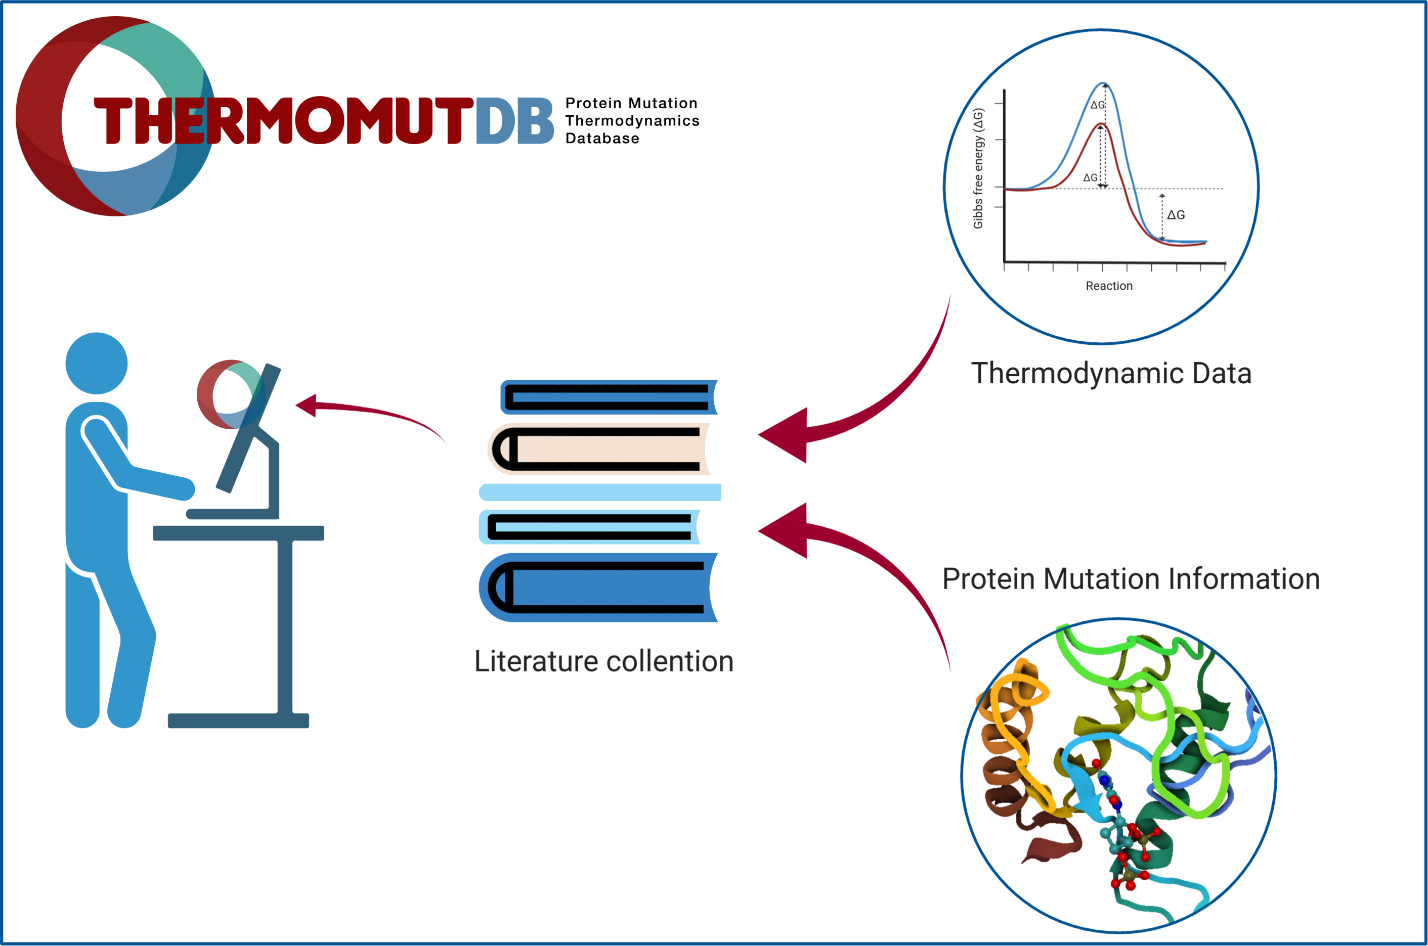 THERMOMUTDB
Protein Mutation
Thermodynamics
Database
Gibbs free energy (ΔG)
ΔG
ΔG
ΔG
Reaction
Thermodynamic Data
Protein Mutation Information
Literature collention